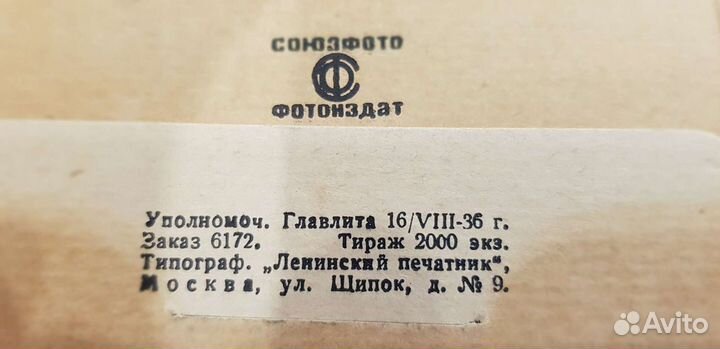 СОЮЗФОТО
ФОТОИЗДАТ
Уполномоч. Главлита 16/VIII-36 г.
Заказ 6172. Тираж 2000 экз.
Типограф. „Ленинский печатник“,
Москва, ул. Щипок, д. № 9.
Avito